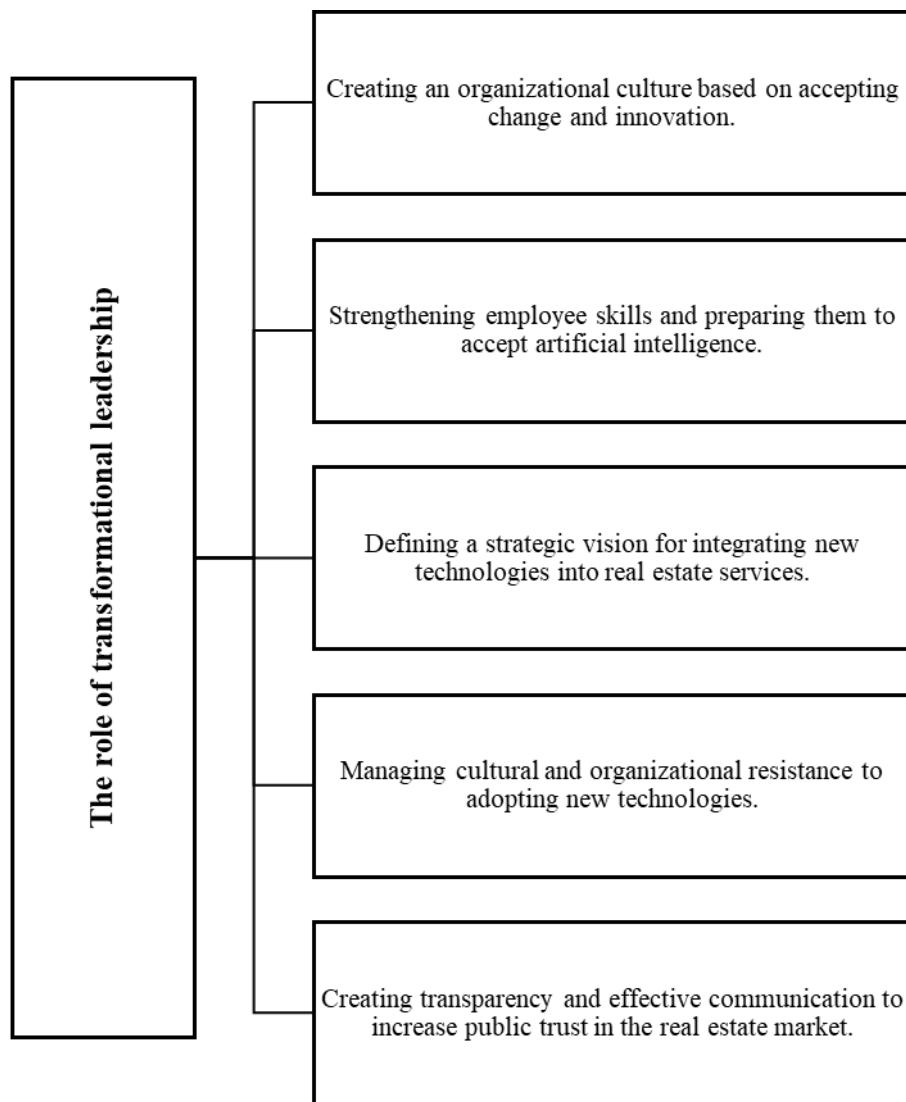 The role of transformational leadership
Creating an organizational culture based on accepting
change and innovation.
Strengthening employee skills and preparing them to
accept artificial intelligence.
Defining a strategic vision for integrating new
technologies into real estate services.
Managing cultural and organizational resistance to
adopting new technologies.
Creating transparency and effective communication to
increase public trust in the real estate market.